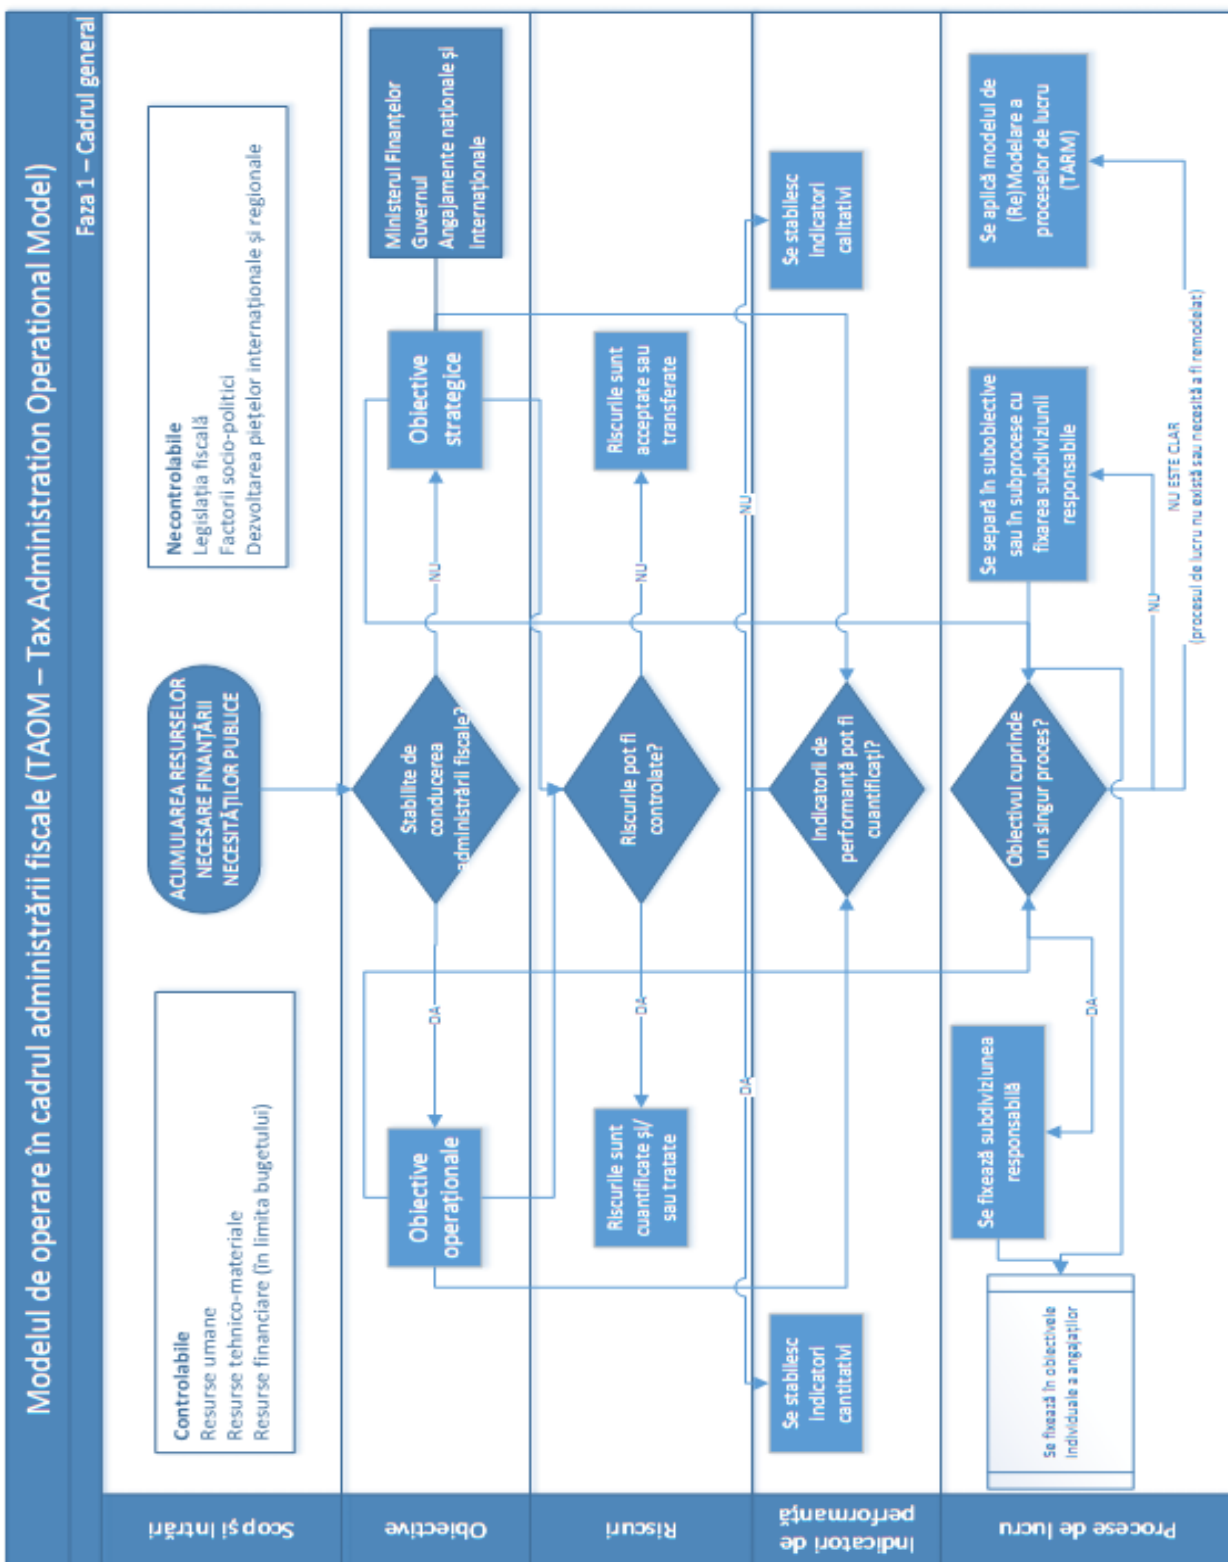 Modelul de operare în cadrul administrării fiscale (TAOM – Tax Administration Operational Model)
Faza 1 – Cadrul general
Scop și Intrări
Controlabile
Resurse umane
Resurse tehnico-materiale
Resurse financiare (în limita bugetului)
ACUMULAREA RESURSELOR
NECESARE FINANȚĂRII
NECESITĂȚILOR PUBLICE
Necontrolabile
Legislația fiscală
Factorii socio-politici
Dezvoltarea piețelor internaționale și regionale
Obiective
Obiective
operaționale
DA
Stabilite de
conducerea
administrării fiscale?
NU
Obiective
strategice
Ministerul Finanțelor
Guvernul
Angajamente naționale și
Internaționale
Riscuri
Riscurile sunt
cuantificate și/
sau tratate
DA
Riscurile pot fi
controlate?
NU
Riscurile sunt
acceptate sau
transferate
Indicatori de
performanță
Se stabilesc
Indicatori
cantitativi
DA
Indicatorii de
performanță pot fi
cuantificați?
NU
Se stabilesc
Indicatori
calitativi
Procese de lucru
Se fixează în obiectivele
Individuale a angajaților
Se fixează subdiviziunea
responsabilă
DA
Obiectivul cuprinde
un singur proces?
NU
Se separă în subobiective
sau în subprocese cu
fixarea subdiviziunii
responsabile
NU ESTE CLAR
(procesul de lucru nu există sau necesită a fi remodelat)
Se aplică modelul de
(Re)Modelare a
proceselor de lucru
(TARM)